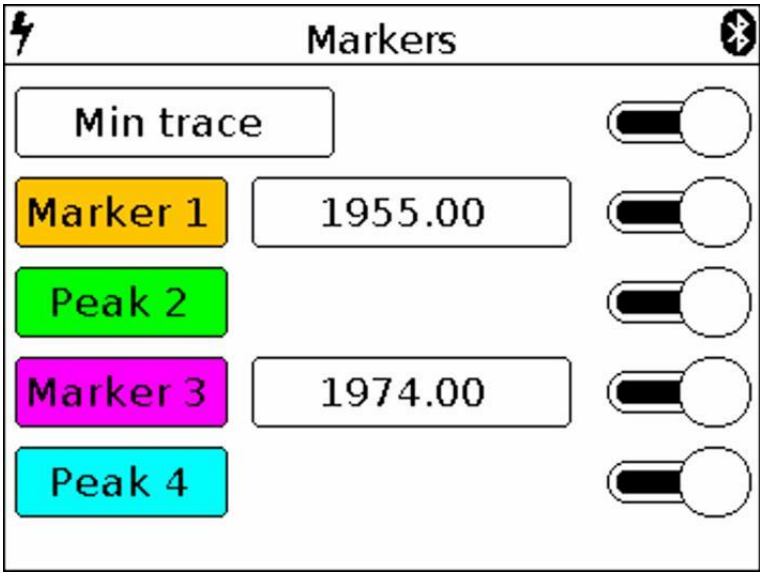 Markers
Min trace
Marker 1 1955.00
Peak 2
Marker 3 1974.00
Peak 4